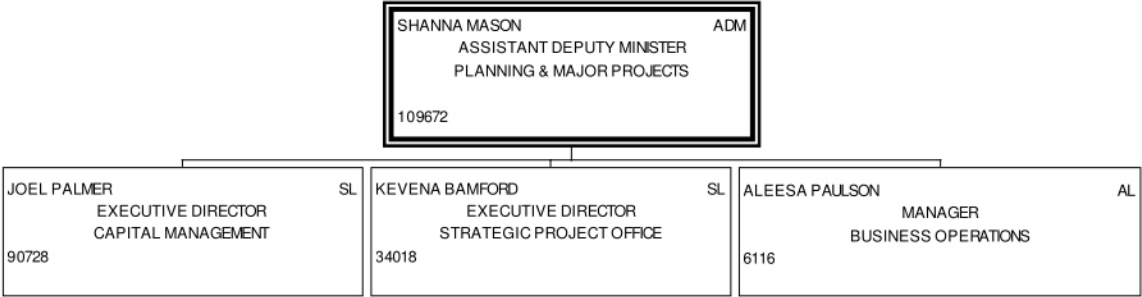 SHANNA MASON ADM
ASSISTANT DEPUTY MINISTER
PLANNING & MAJOR PROJECTS
109672
JOEL PALMER SL
EXECUTIVE DIRECTOR
CAPITAL MANAGEMENT
90728
KEVENA BAMFORD SL
EXECUTIVE DIRECTOR
STRATEGIC PROJECT OFFICE
34018
ALEESA PAULSON AL
MANAGER
BUSINESS OPERATIONS
6116